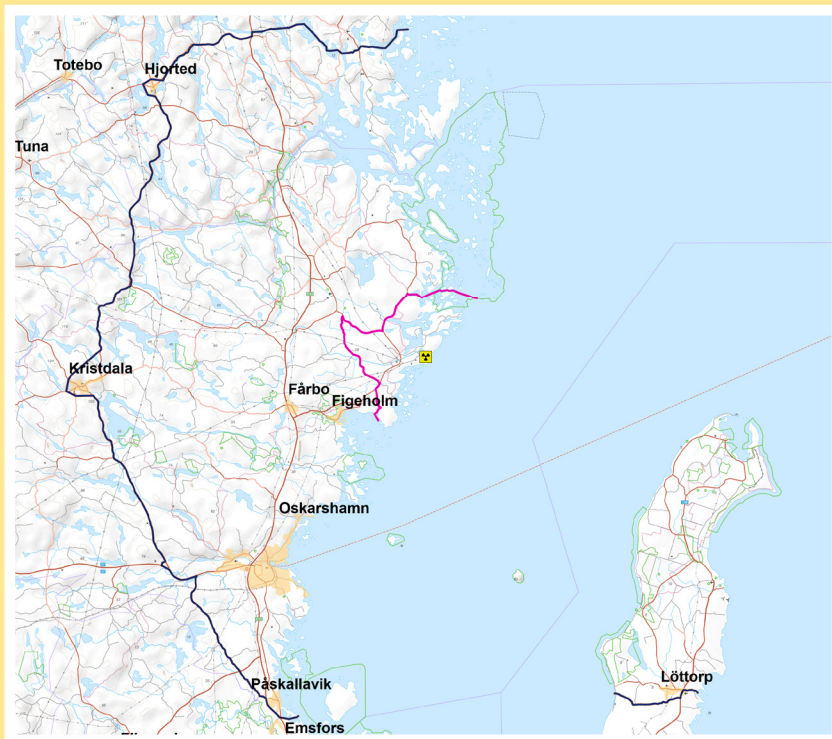 Totebo
Hjorted
Tuna
Kristdala
Fårbo
Figeholm
Oskarshamn
Löttorp
Påskallavik
Emsfors